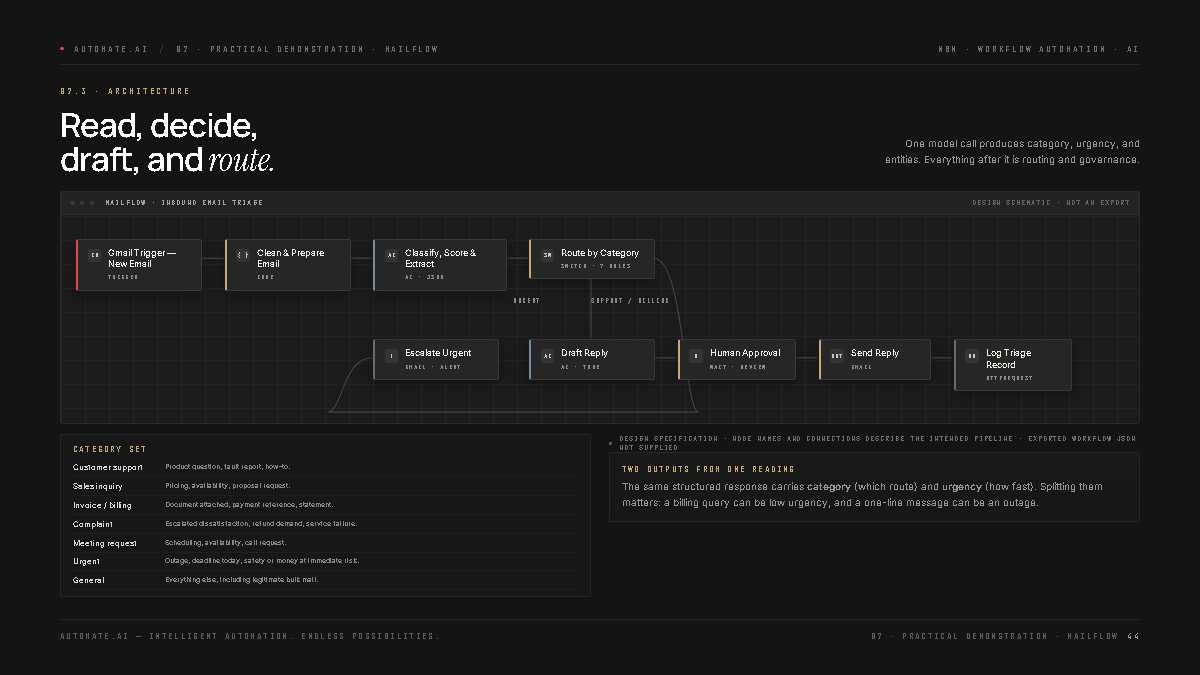 AUTOMATE.AI / 07 · PRACTICAL DEMONSTRATION · MAILFLOW
N8N · WORKFLOW AUTOMATION · AI
07.3 · ARCHITECTURE
Read, decide,
draft, and route.
One model call produces category, urgency, and
entities. Everything after it is routing and governance.
MAILFLOW · INBOUND EMAIL TRIAGE
DESIGN SCHEMATIC · NOT AN EXPORT
Gmail Trigger —
New Email
TRIGGER
{ }
Clean & Prepare
Email
CODE
AI
Classify, Score &
Extract
AI · JSON
SW
Route by Category
SWITCH · 7 RULES
URGENT
SUPPORT / BILLING
!
Escalate Urgent
GMAIL · ALERT
AI
Draft Reply
AI · TONE
Human Approval
WAIT · REVIEW
OUT
Send Reply
GMAIL
Log Triage
Record
HTTPREQUEST
CATEGORY SET
Customer support
Product question, fault report, how-to.
Sales inquiry
Pricing, availability, proposal request.
Invoice / billing
Document attached, payment reference, statement.
Complaint
Escalated dissatisfaction, refund demand, service failure.
Meeting request
Scheduling, availability, call request.
Urgent
Outage, deadline today, safety or money at immediate risk.
General
Everything else, including legitimate bulk mail.
DESIGN SPECIFICATION · NODE NAMES AND CONNECTIONS DESCRIBE THE INTENDED PIPELINE · EXPORTED WORKFLOW JSON
NOT SUPPLIED
TWO OUTPUTS FROM ONE READING
The same structured response carries category (which route) and urgency (how fast). Splitting them
matters: a billing query can be low urgency, and a one-line message can be an outage.
AUTOMATE.AI — INTELLIGENT AUTOMATION. ENDLESS POSSIBILITIES.
07 · PRACTICAL DEMONSTRATION · MAILFLOW 44